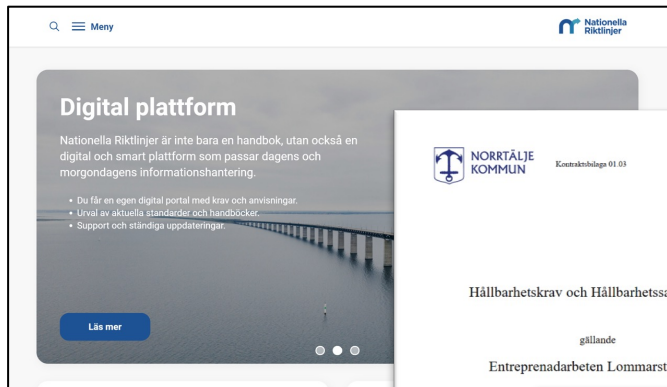 Meny
Nationella
Riktlinjer
Digital plattform
Nationella Riktlinjer är inte bara en handbok, utan också en
digital och smart plattform som passar dagens och
morgondagens informationshantering.
• Du får en egen digital portal med krav och anvisningar.
• Urval av aktuella standarder och handböcker.
• Support och ständiga uppdateringar.
Läs mer
NORRTÄLJE
KOMMUN
Kontraktsbilaga 01.03
Hållbarhetskrav och Hållbarhetssa
gällande
Entreprenadarbeten Lommarst